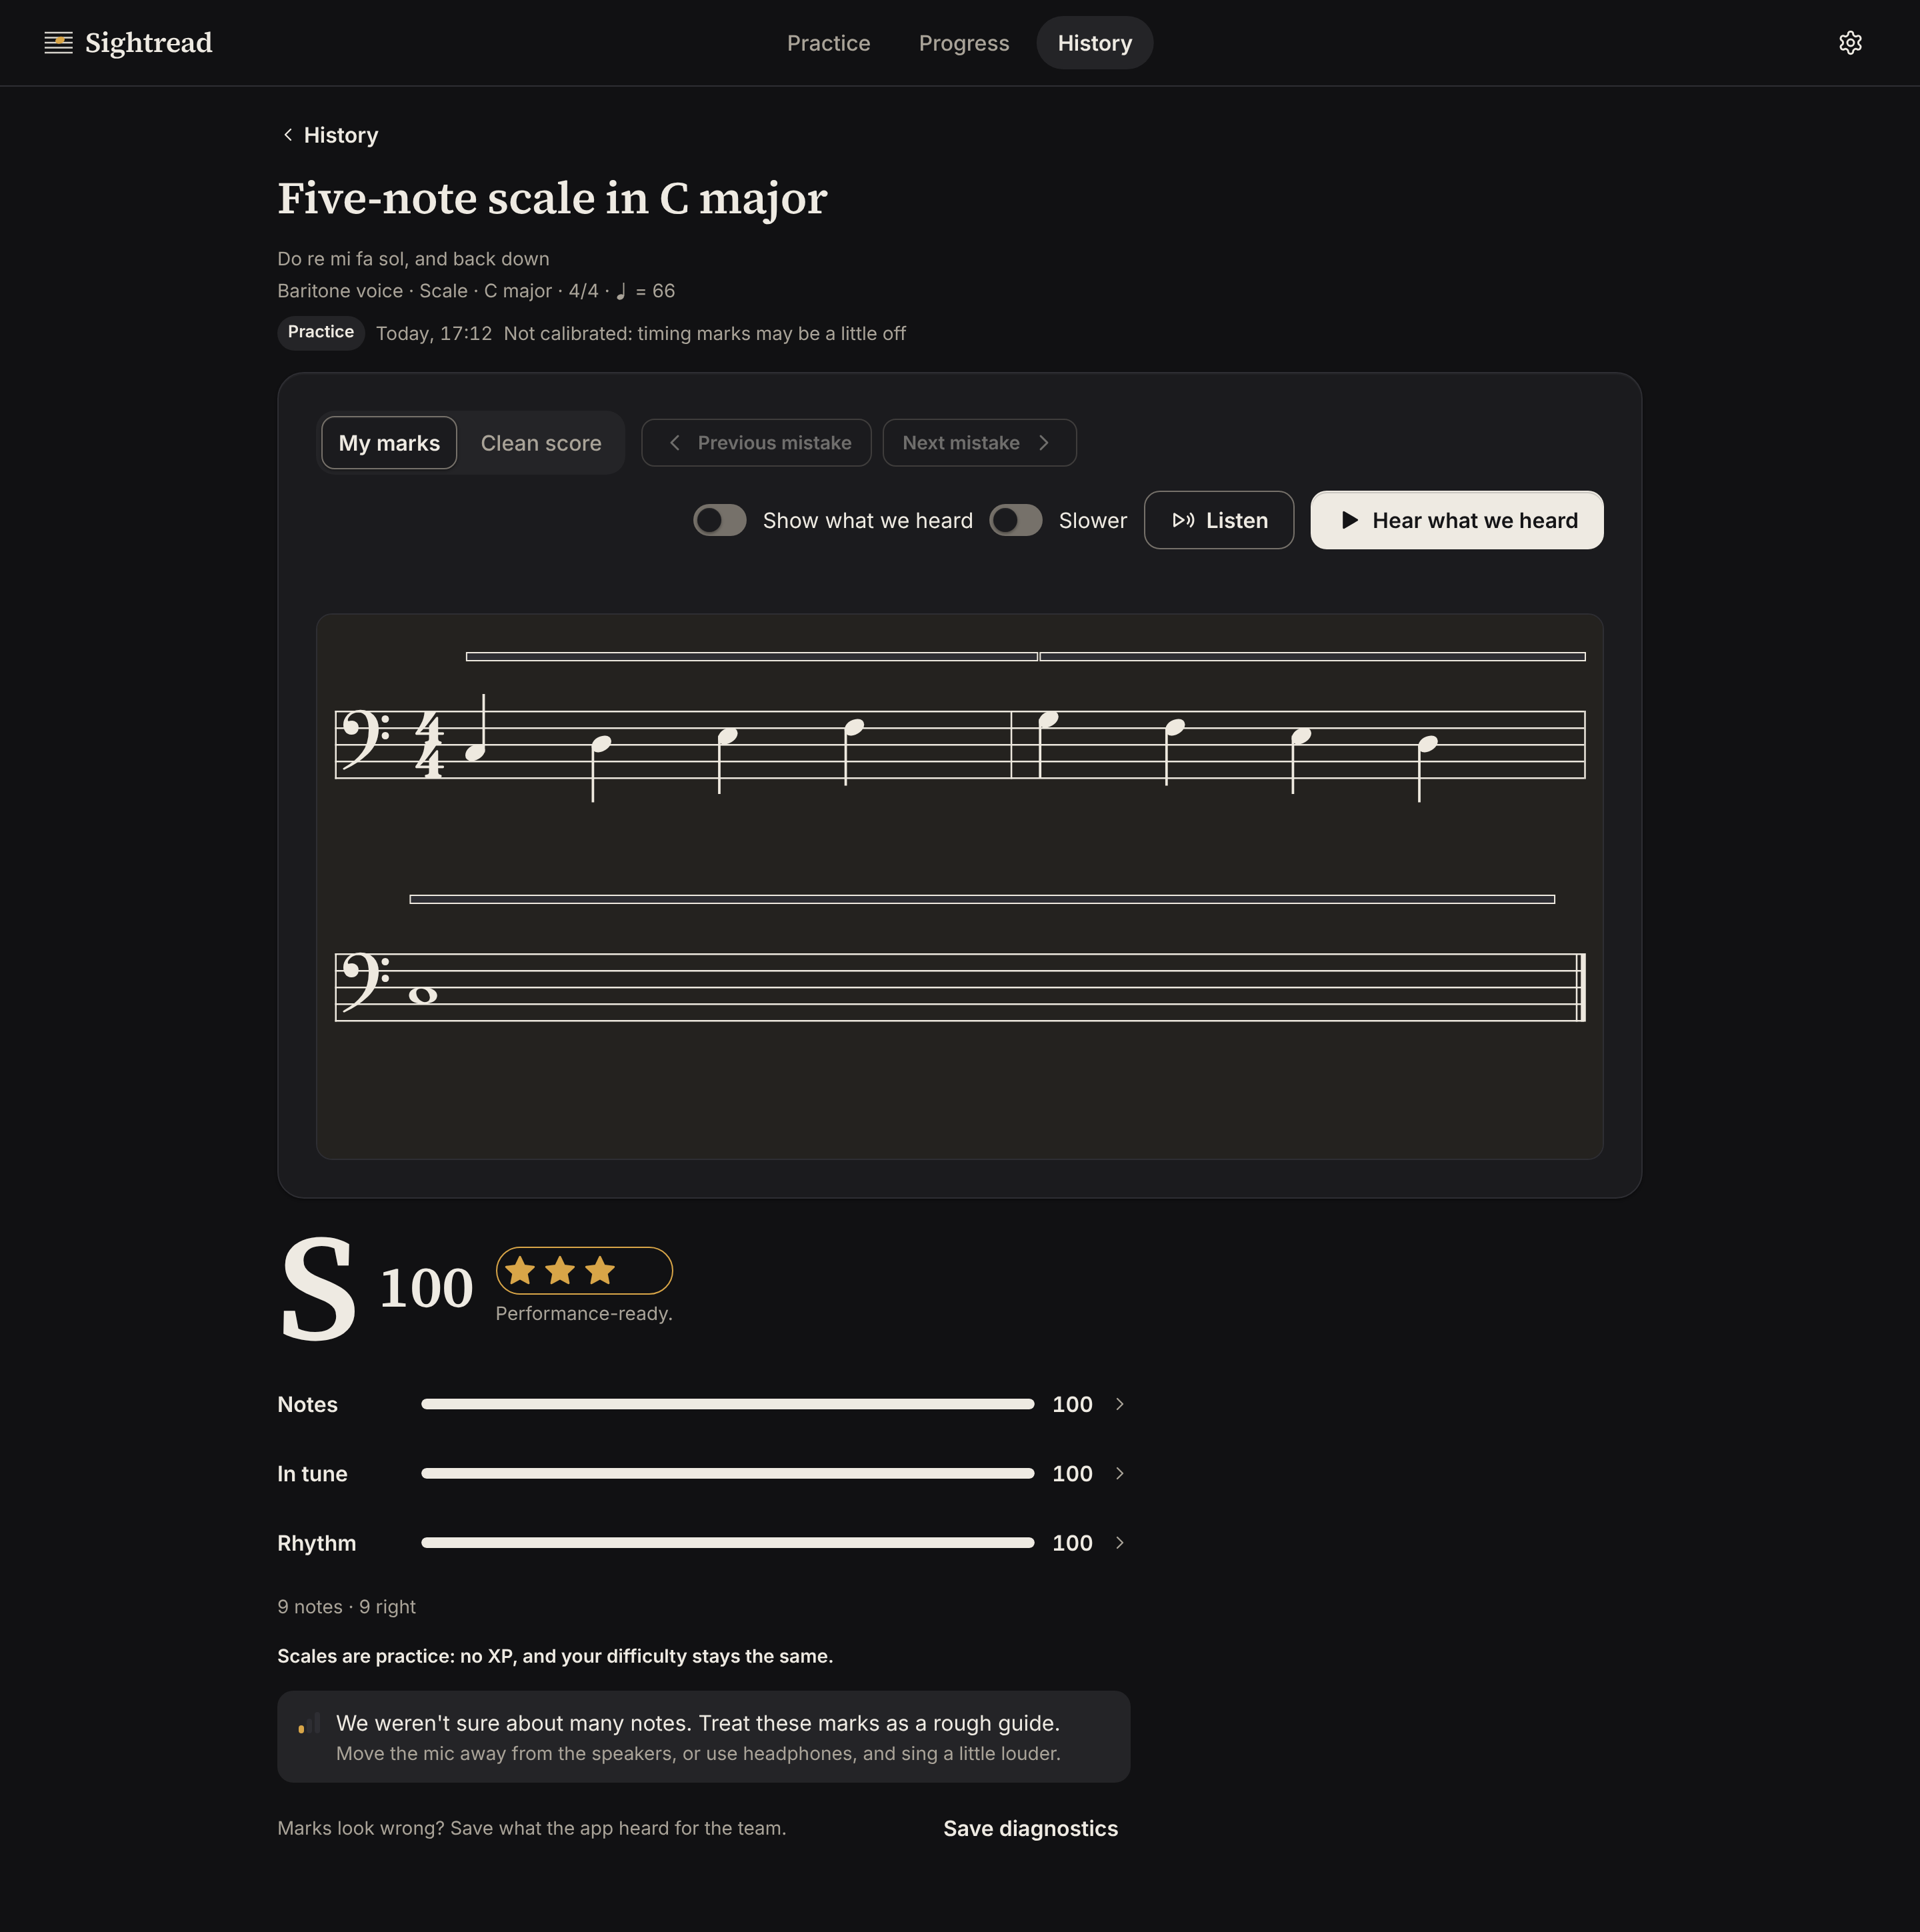 Sightread
Practice
Progress
History
History
Five-note scale in C major
Do re mi fa sol, and back down
Baritone voice · Scale · C major · 4/4 · ♩ = 66
Practice Today, 17:12 Not calibrated: timing marks may be a little off
My marks
Clean score
Previous mistake
Next mistake
Show what we heard
Slower
Listen
Hear what we heard
4
4
S 100
Performance-ready.
Notes 100
In tune 100
Rhythm 100
9 notes · 9 right
Scales are practice: no XP, and your difficulty stays the same.
We weren't sure about many notes. Treat these marks as a rough guide.
Move the mic away from the speakers, or use headphones, and sing a little louder.
Marks look wrong? Save what the app heard for the team.
Save diagnostics